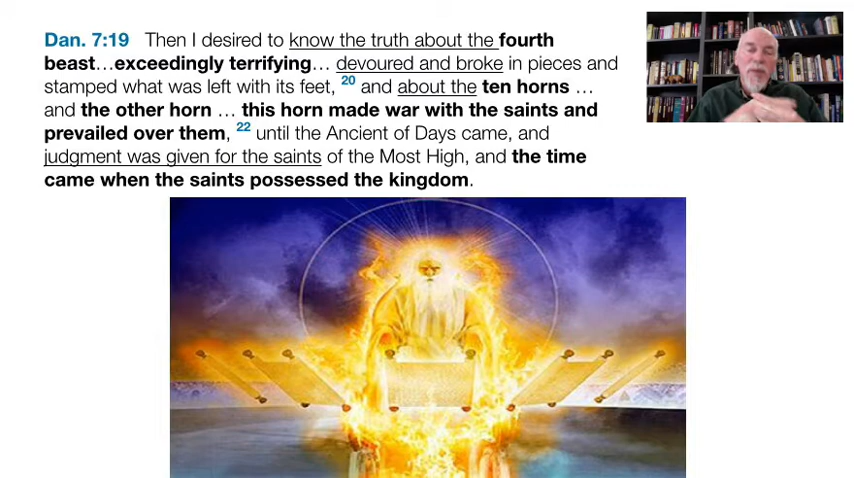 Dan. 7:19 Then I desired to know the truth about the fourth
beast…exceedingly terrifying… devoured and broke in pieces and
stamped what was left with its feet, 20 and about the ten horns …
and the other horn … this horn made war with the saints and
prevailed over them, 22 until the Ancient of Days came, and
judgment was given for the saints of the Most High, and the time
came when the saints possessed the kingdom.